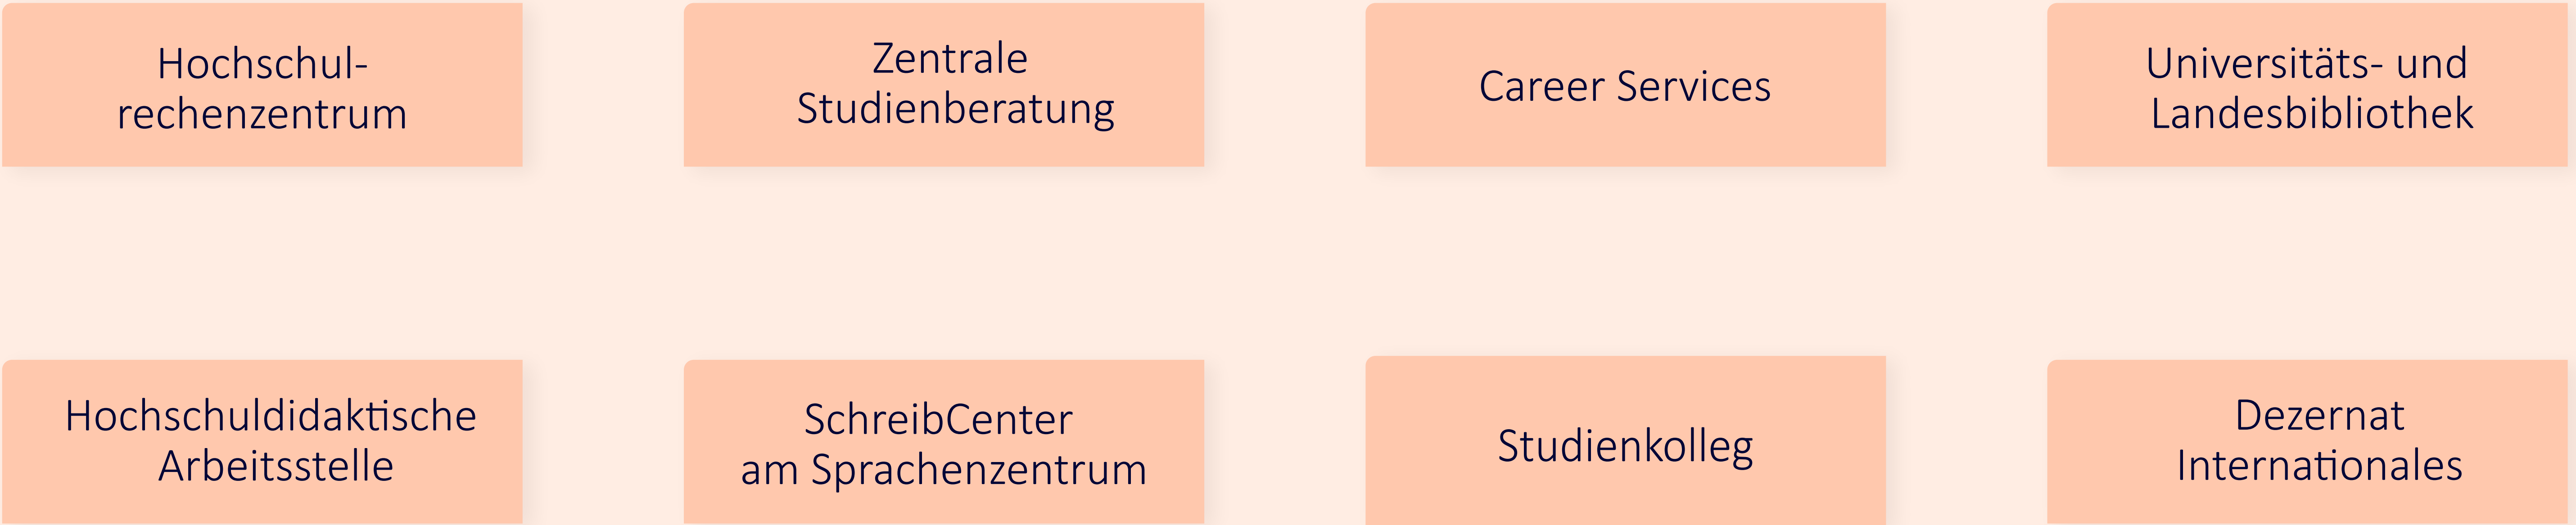 Hochschul-
rechenzentrum
Zentrale
Studienberatung
Career Services
Universitäts- und
Landesbibliothek
Hochschuldidaktische
Arbeitsstelle
SchreibCenter
am Sprachenzentrum
Studienkolleg
Dezernat
Internationales